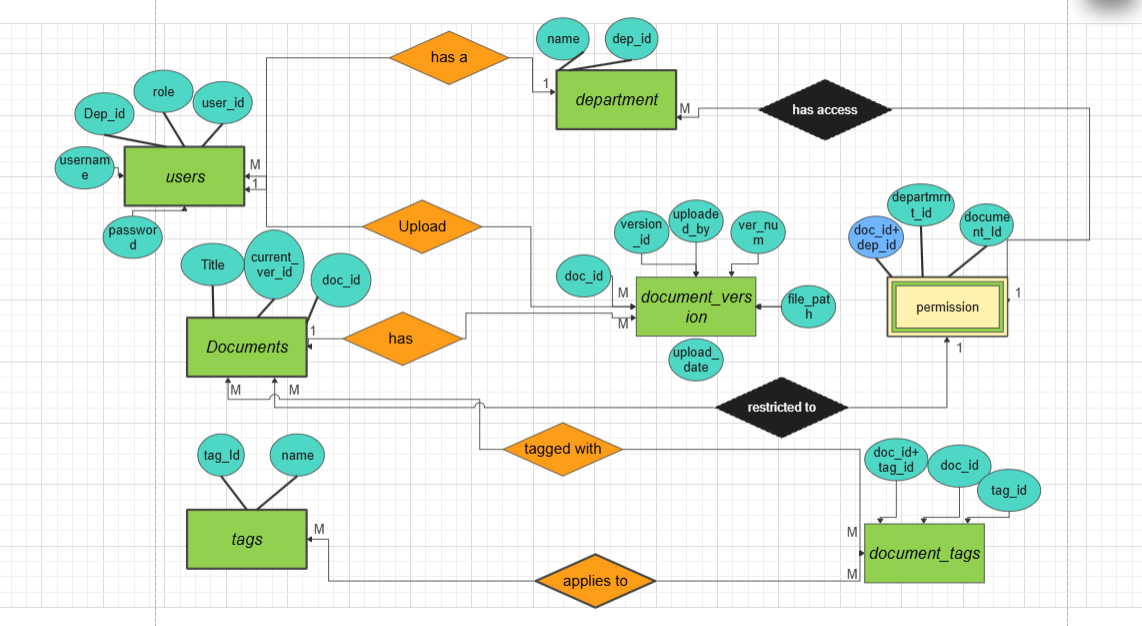 name
dep_id
has a
1
department
M
has access
role
user_id
Dep_id
usernam
e
users
M
1
passwor
d
Upload
version
_id
uploade
d_by
ver_nu
m
departmrn
t_id
docume
nt_Id
doc_id+
dep_id
Title
current_
ver_id
doc_id
doc_id
M
document_vers
ion
M
file_pat
h
permission
1
1
has
Documents
upload_
date
1
M
M
restricted to
tagged with
tag_Id
name
doc_id+
tag_id
doc_id
tag_id
tags
M
M
document_tags
M
applies to